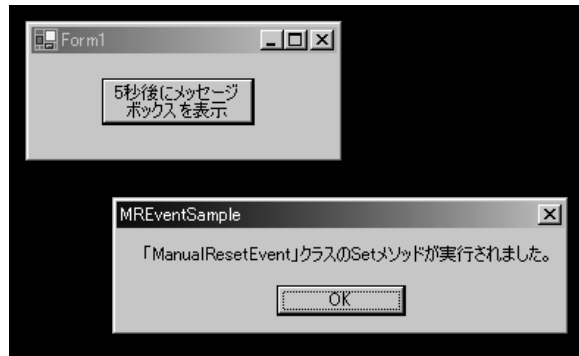 Form1
5秒後にメッセージ
ボックスを表示
MREventSample
「ManualResetEvent」クラスのSetメソッドが実行されました。
OK